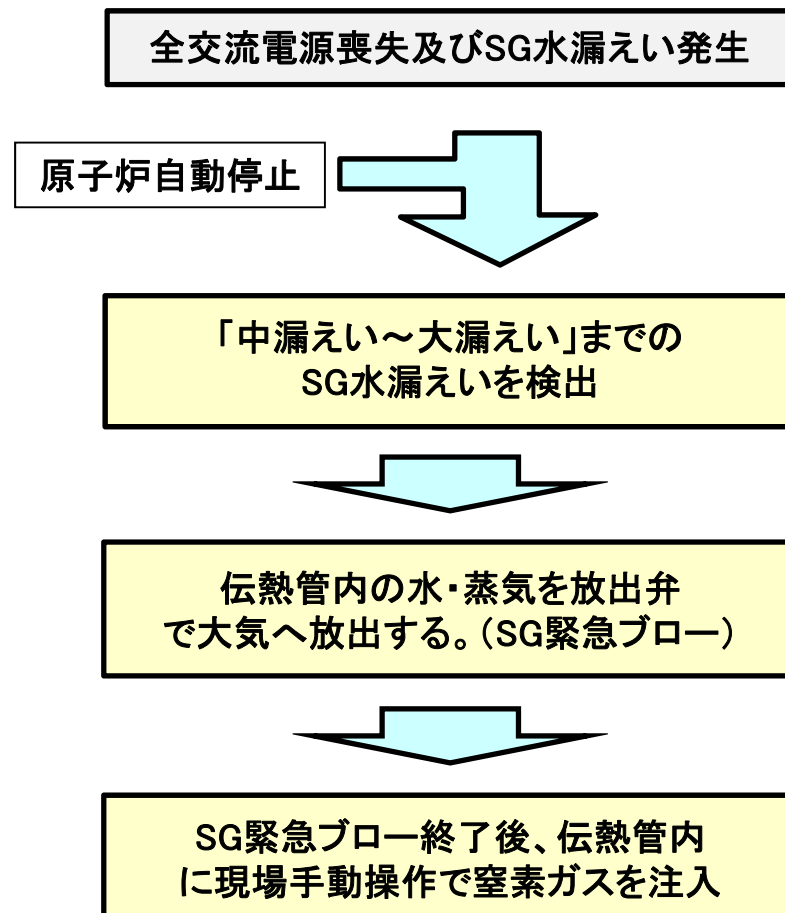 全交流電源喪失及びSG水漏えい発生
原子炉自動停止
「中漏えい～大漏えい」までの
SG水漏えいを検出
伝熱管内の水・蒸気を放出弁
で大気へ放出する。（SG緊急ブロー）
SG緊急ブロー終了後、伝熱管内
に現場手動操作で窒素ガスを注入